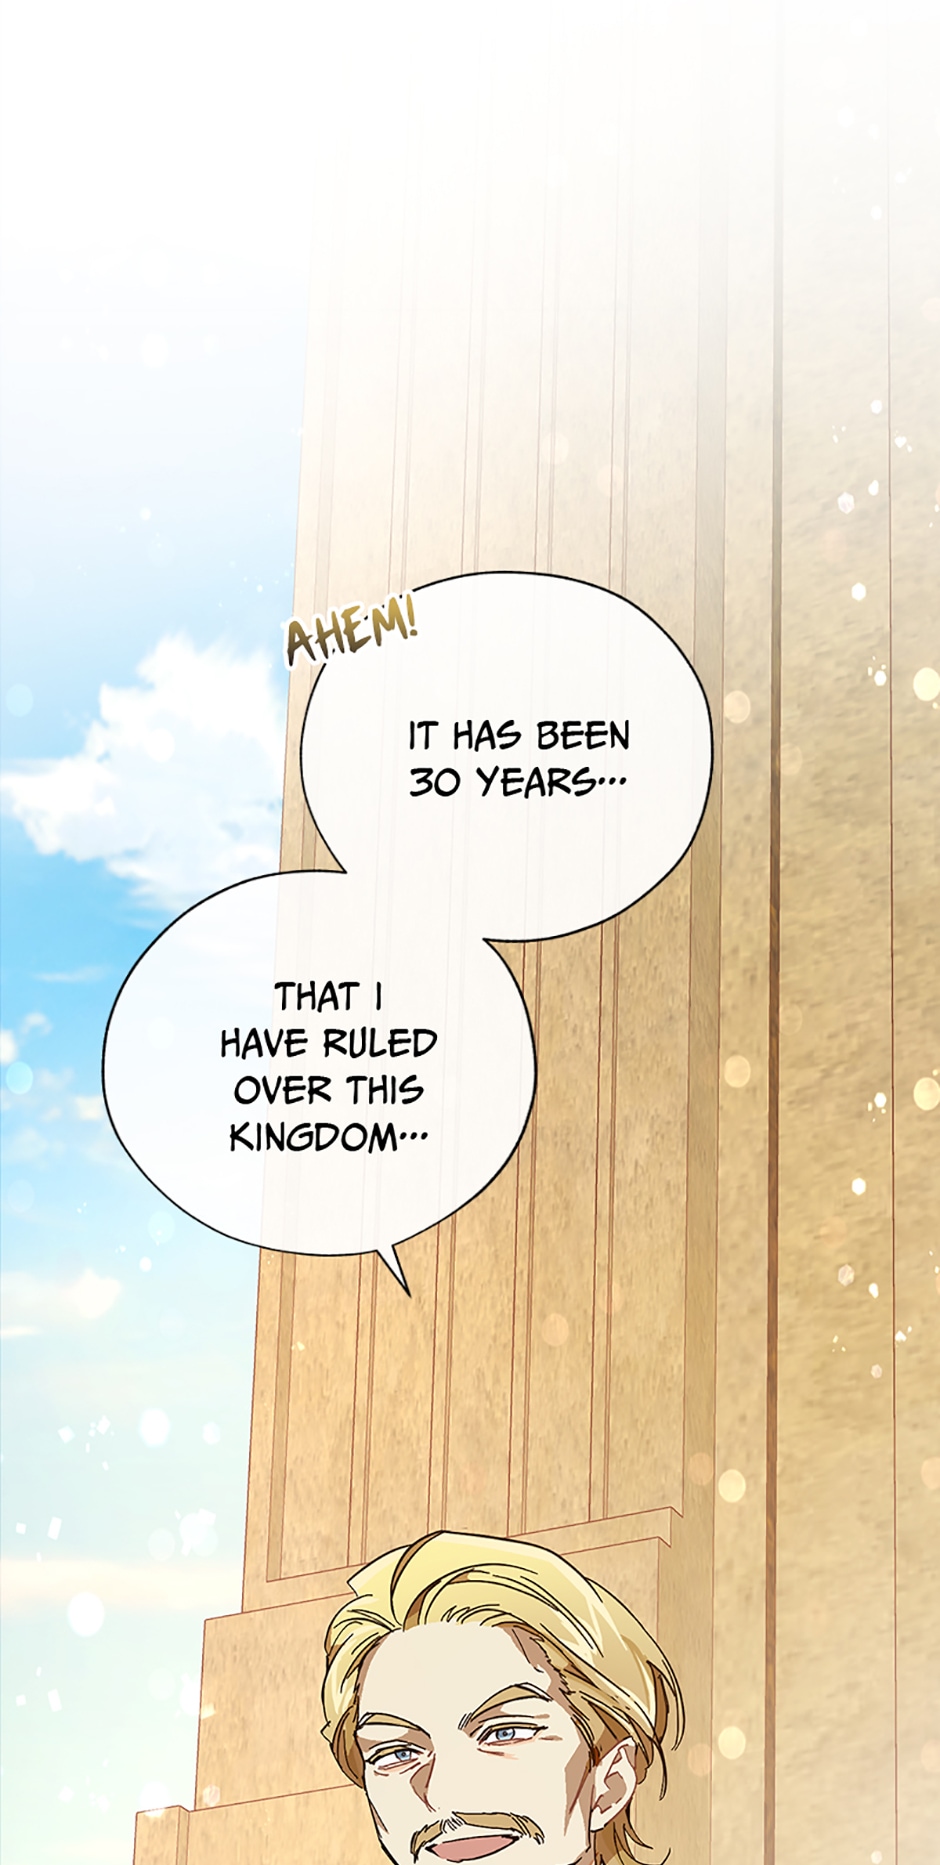 AHEM!
IT HAS BEEN
30 YEARS...
THAT I
HAVE RULED
OVER THIS
KINGDOM...